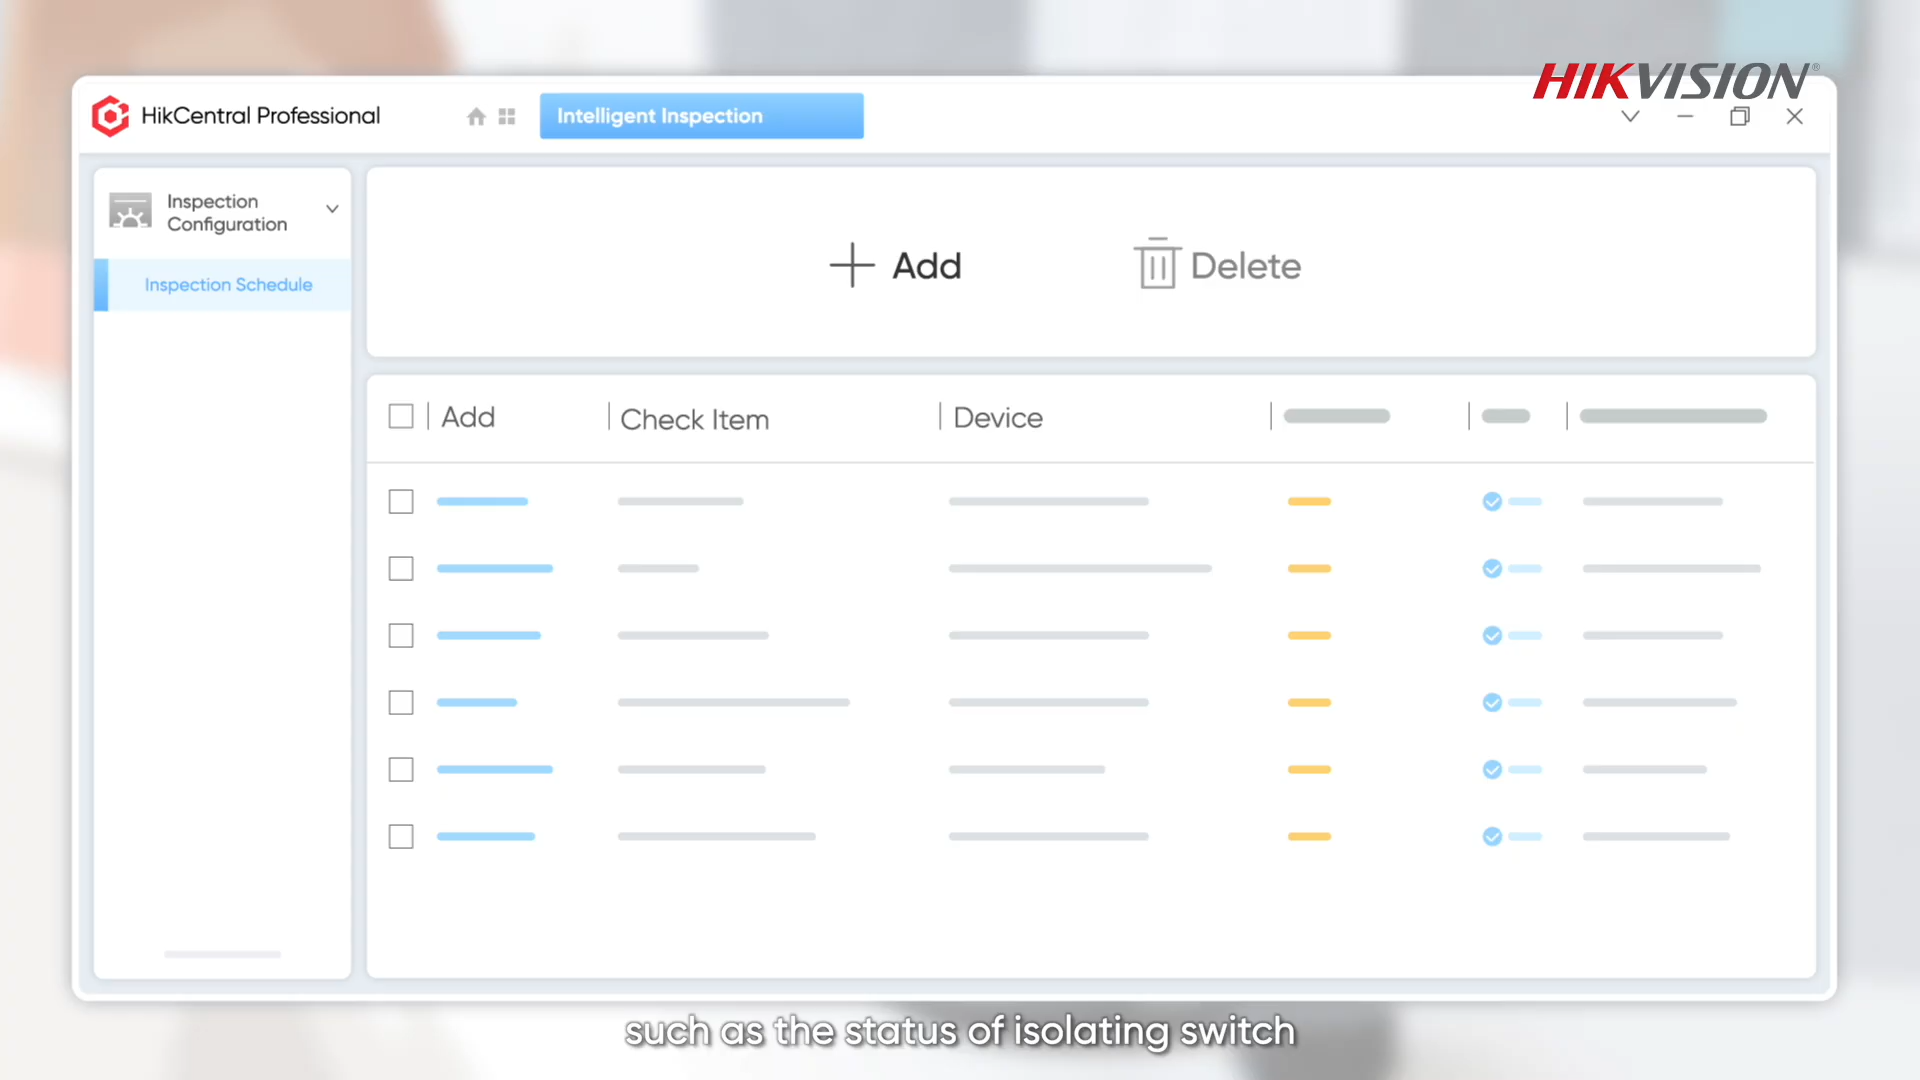 HIKVISION®
HikCentral Professional
Intelligent Inspection
Inspection
Configuration
Inspection Schedule
Add
Delete
Add
Check Item
Device
such as the status of isolating switch